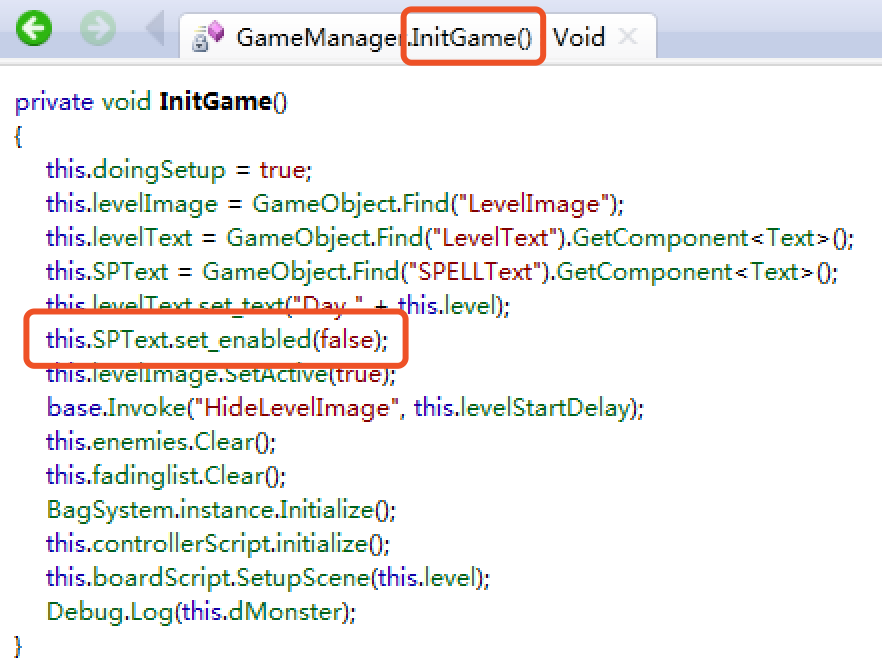 GameManager.InitGame() : Void
private void InitGame()
{
this.doingSetup = true;
this.levelImage = GameObject.Find("LevelImage");
this.levelText = GameObject.Find("LevelText").GetComponent<Text>();
this.SPText = GameObject.Find("SPELLText").GetComponent<Text>();
this.levelText.set_text("Day " + this.level);
this.SPText.set_enabled(false);
this.levelImage.SetActive(true);
base.Invoke("HideLevelImage", this.levelStartDelay);
this.enemies.Clear();
this.fadinglist.Clear();
BagSystem.instance.Initialize();
this.controllerScript.initialize();
this.boardScript.SetupScene(this.level);
Debug.Log(this.dMonster);
}